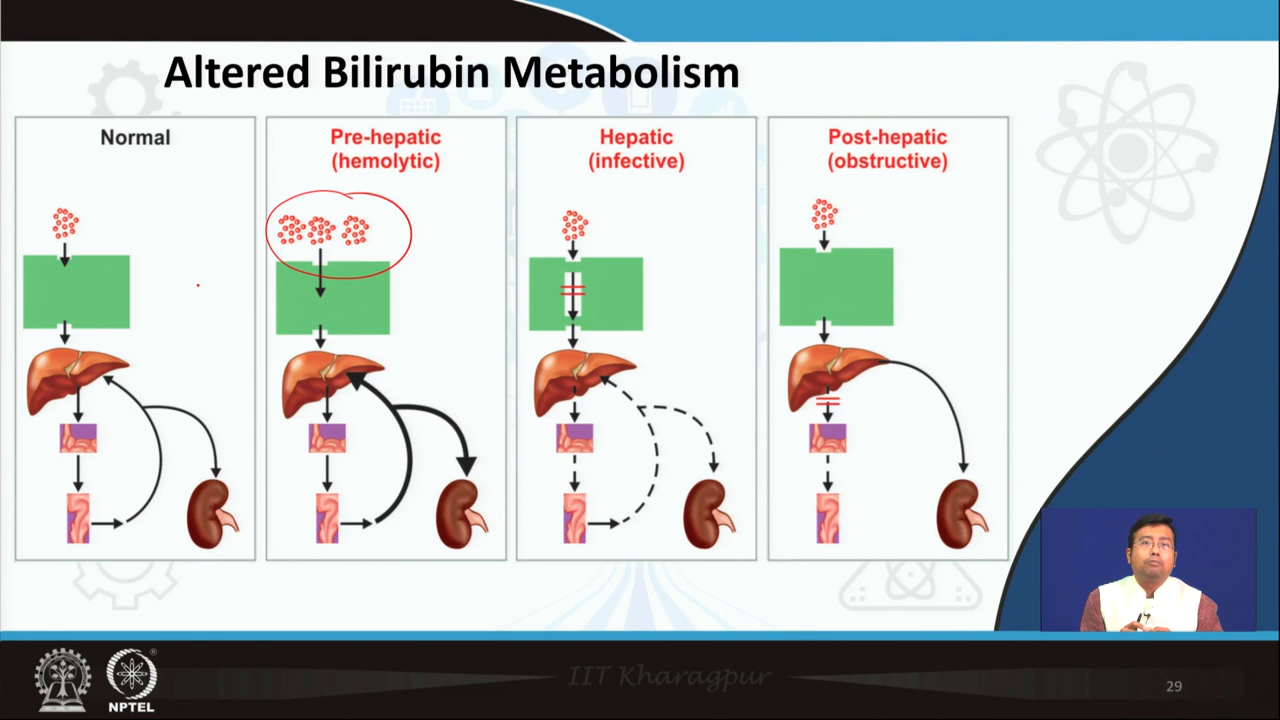 Altered Bilirubin Metabolism
Normal
Pre-hepatic
(hemolytic)
Hepatic
(infective)
Post-hepatic
(obstructive)
IIT Kharagpur
®
NPTEL
29